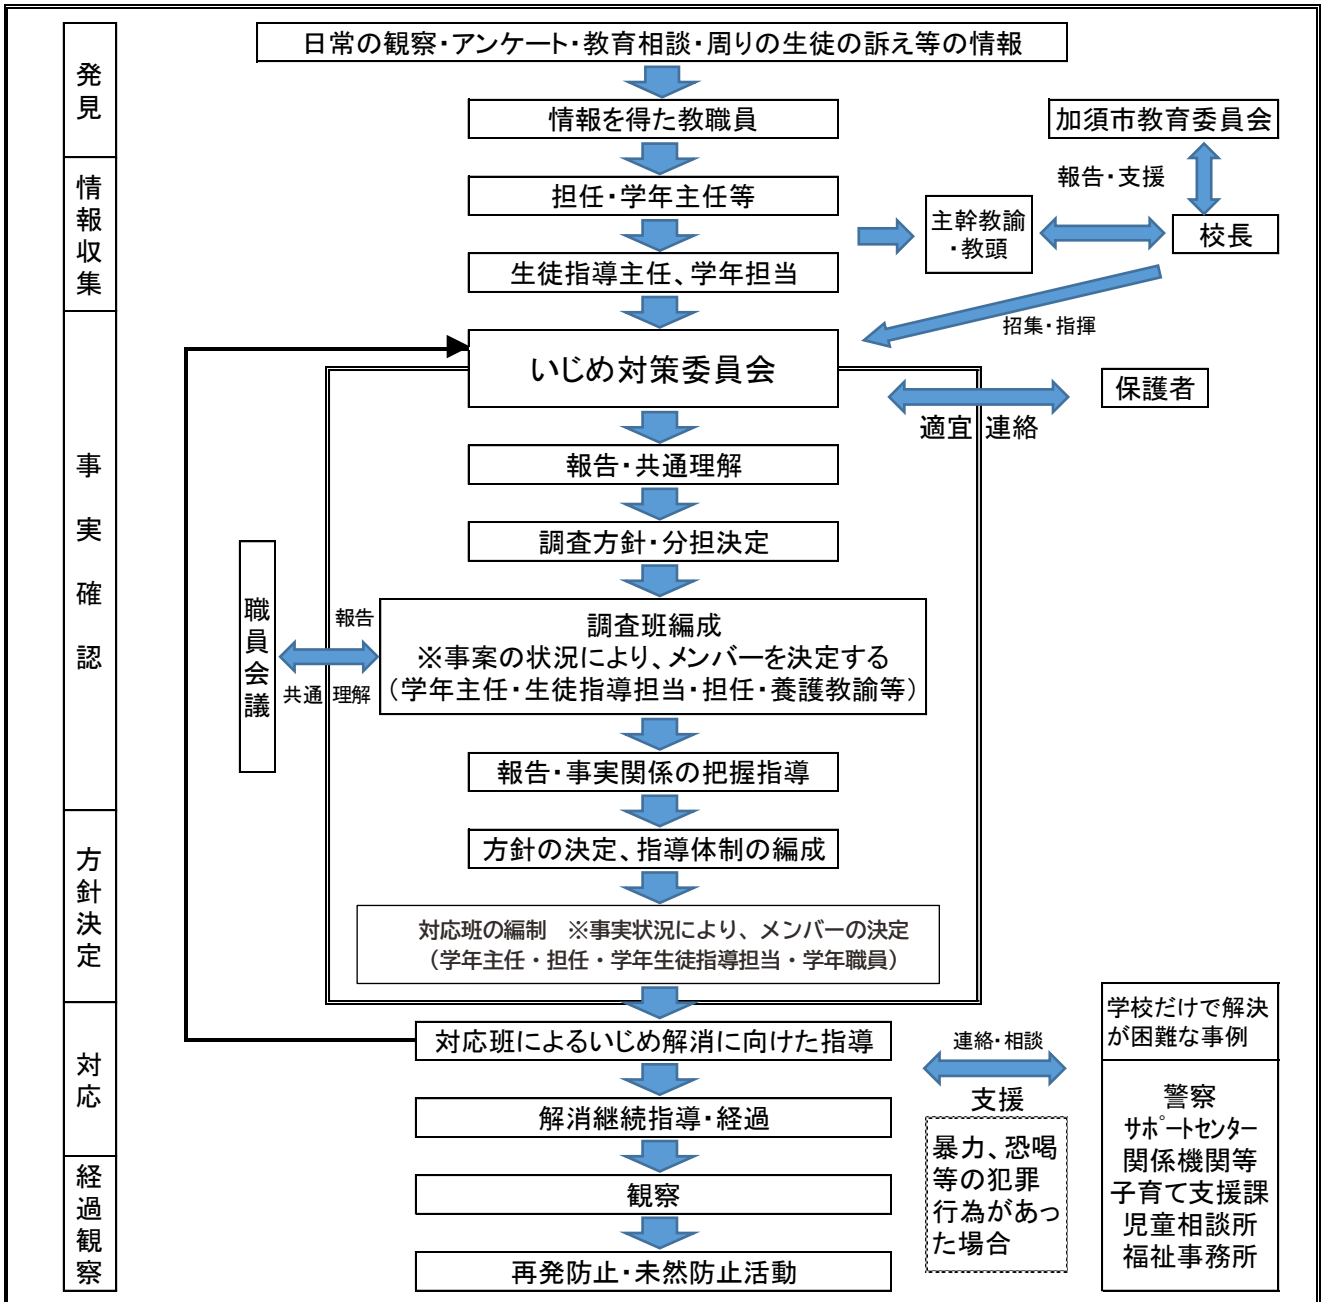 発見
情報収集
事実確認
方針決定
対応
経過観察
日常の観察・アンケート・教育相談・周りの生徒の訴え等の情報
情報を得た教職員
加須市教育委員会
報告・支援
担任・学年主任等
主幹教諭
・教頭
校長
生徒指導主任、学年担当
招集・指揮
いじめ対策委員会
保護者
適宜 連絡
報告・共通理解
調査方針・分担決定
職員会議
報告
共通 理解
調査班編成
※事案の状況により、メンバーを決定する
（学年主任・生徒指導担当・担任・養護教諭等）
報告・事実関係の把握指導
方針の決定、指導体制の編成
対応班の編制　※事実状況により、メンバーの決定
（学年主任・担任・学年生徒指導担当・学年職員）
対応班によるいじめ解消に向けた指導
連絡・相談
支援
学校だけで解決
が困難な事例
解消継続指導・経過
暴力、恐喝
等の犯罪
行為があっ
た場合
警察
ｻﾎﾟｰﾄｾﾝﾀｰ
関係機関等
子育て支援課
児童相談所
福祉事務所
観察
再発防止・未然防止活動